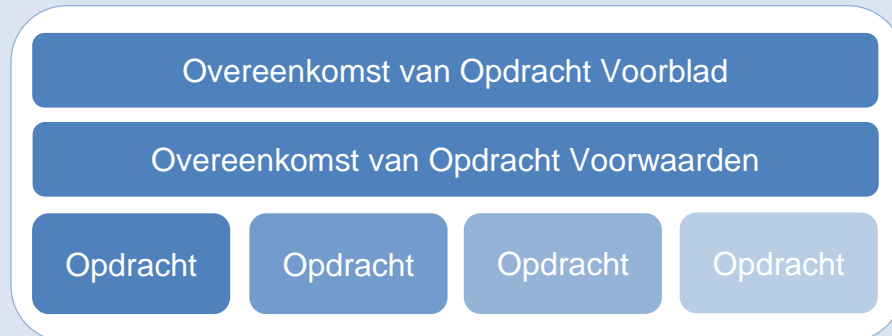 Overeenkomst van Opdracht Voorblad
Overeenkomst van Opdracht Voorwaarden
Opdracht Opdracht Opdracht Opdracht